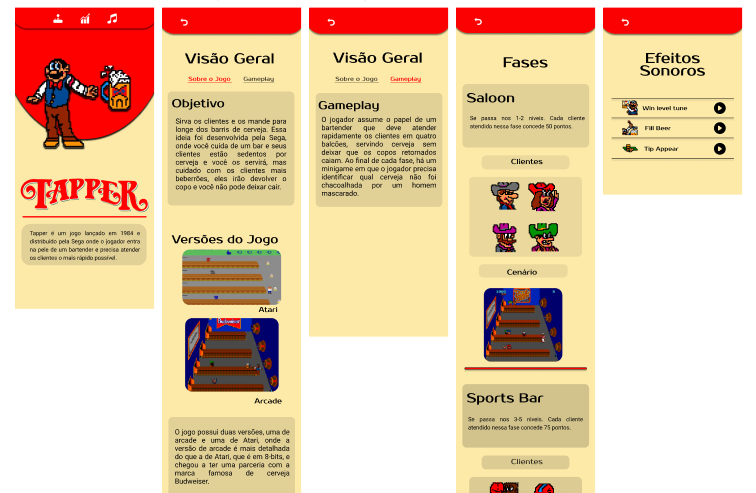 TAPPER
Tapper é um jogo lançado em 1984 e
distribuido pela Sega onde o jogador entra
na pele de um bartender e precisa atender
os clientes o mais rápido possível.
Visão Geral
Sobre o Jogo Gameplay
Objetivo
Sirva os clientes e os mande para
longe dos barris de cerveja. Essa
ideia foi desenvolvida pela Sega,
onde você cuida de um bar e seus
clientes estão sedentos por
cerveja e você os servirá, mas
cuidado com os clientes mais
beberrões, eles irão devolver o
copo e você não pode deixar cair.
Versões do Jogo
Atari
Budweiser
Arcade
O jogo possui duas versões, uma de
arcade e uma de Atari, onde a
versão de arcade é mais detalhada
do que a de Atari, que é em 8-bits, e
chegou a ter uma parceria com a
marca famosa de cerveja
Budweiser.
Visão Geral
Sobre o Jogo Gameplay
Gameplay
O jogador assume o papel de um
bartender que deve atender
rapidamente os clientes em quatro
balcões, servindo cerveja sem
deixar que os copos retornados
caiam. Ao final de cada fase, há um
minigame em que o jogador precisa
identificar qual cerveja não foi
chacoalhada por um homem
mascarado.
Fases
Saloon
Se passa nos 1-2 niveis. Cada cliente
atendido nessa fase concede 50 pontos.
Clientes
Cenário
Sports Bar
Se passa nos 3-5 niveis. Cada cliente
atendido nessa fase concede 75 pontos.
Clientes
Efeitos
Sonoros
Win level tune
Fill Beer
Tip Appear